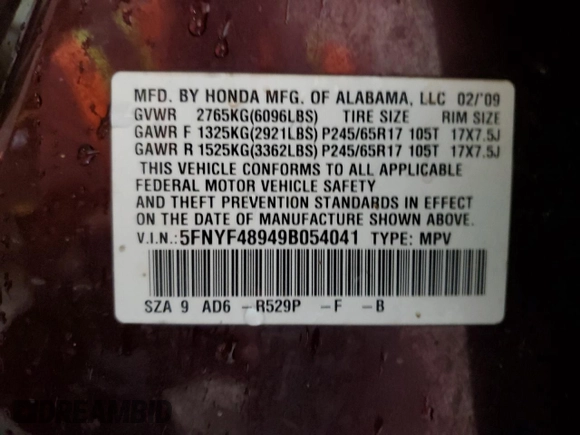 MFD. BY HONDA MFG. OF ALABAMA, LLC 02/'09
GVWR 2765KG(6096LBS) TIRE SIZE RIM SIZE
GAWR F 1325KG(2921LBS) P245/65R17 105T 17X7.5J
GAWR R 1525KG(3362LBS) P245/65R17 105T 17X7.5J
THIS VEHICLE CONFORMS TO ALL APPLICABLE
FEDERAL MOTOR VEHICLE SAFETY
AND THEFT PREVENTION STANDARDS IN EFFECT
ON THE DATE OF MANUFACTURE SHOWN ABOVE.
V.I.N.: 5FNYF48949B054041 TYPE: MPV
SZA 9 AD6 -R529P -F -B
DREAMBID